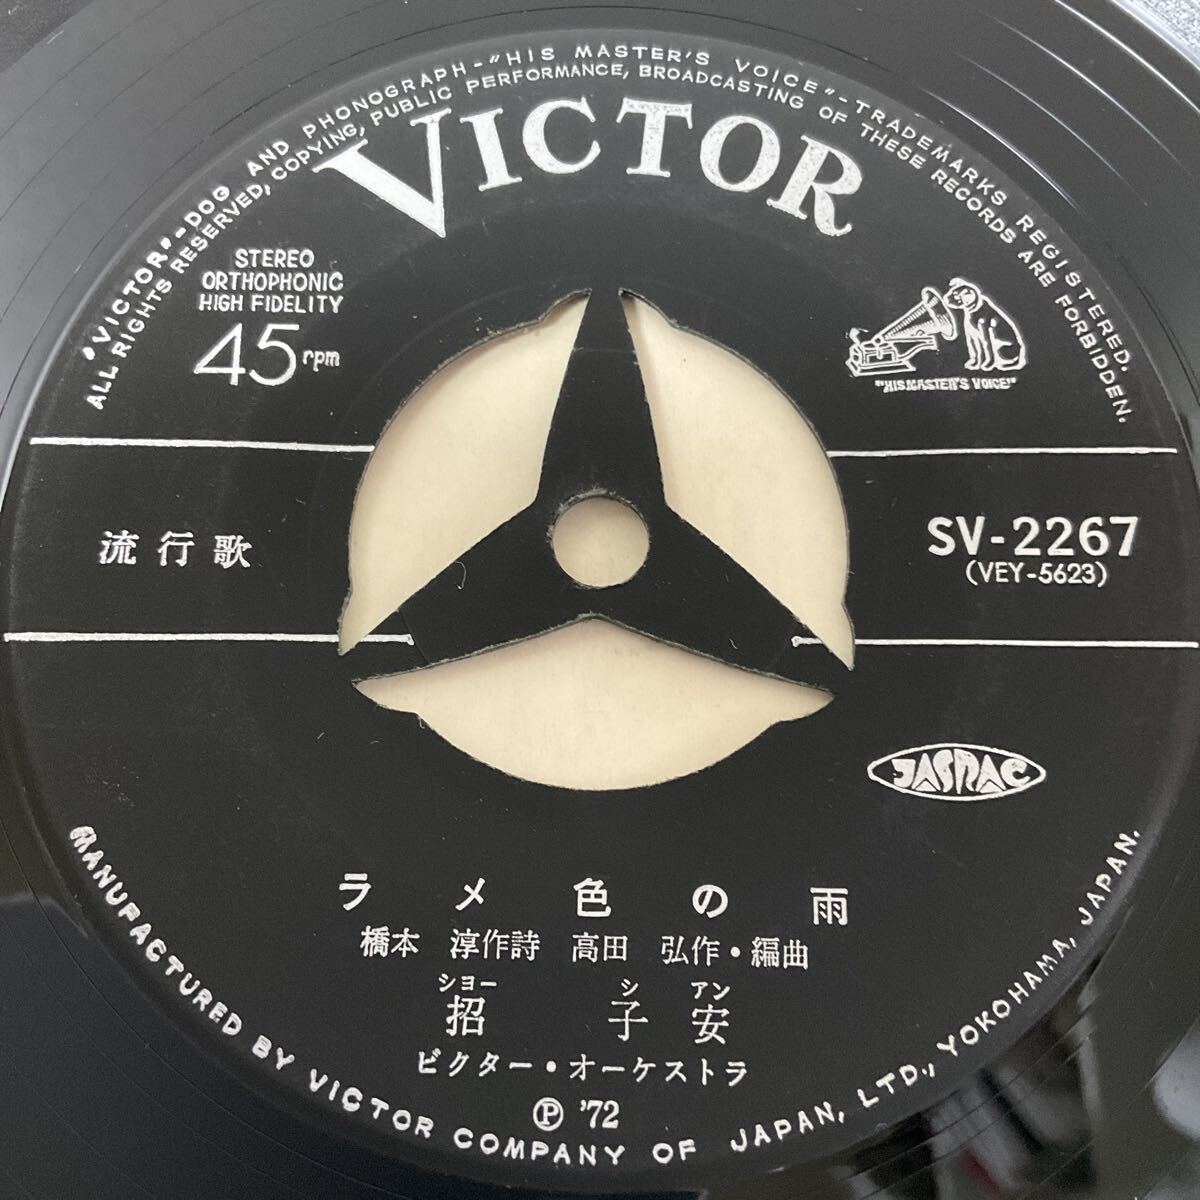 "VICTOR,"-DOG AND PHONOGRAPH-"HIS MASTER'S VOICE"-TRADEMARKS REGISTERED.
ALL RIGHTS RESERVED, COPYING, PUBLIC PERFORMANCE, BROADCASTING OF THESE RECORDS ARE FORBIDDEN.
VICTOR
STEREO
ORTHOPHONIC
HIGH FIDELITY
45rpm
"HIS MASTER'S VOICE"
流行歌
SV-2267
(VEY-5623)
JASRAC
ラメ色の雨
橋本 淳作詩 高田 弘作・編曲
ショー シ アン
招 子 安
ビクター・オーケストラ
Ⓟ '72
MANUFACTURED BY VICTOR COMPANY OF JAPAN, LTD., YOKOHAMA, JAPAN.